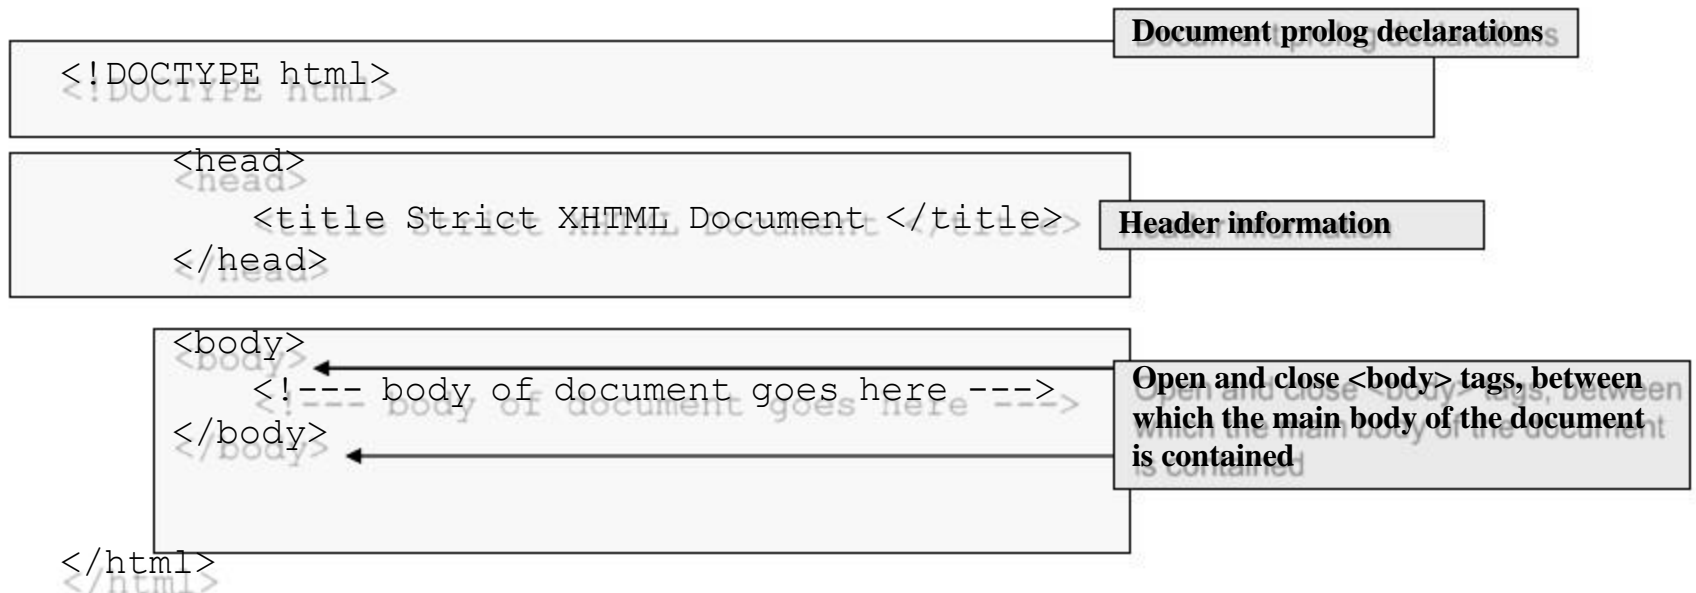 Document prolog declarations
<!DOCTYPE html>
<head>
<title Strict XHTML Document </title>
Header information
</head>
<body>
<!--- body of document goes here --->
Open and close <body> tags, between
which the main body of the document
is contained
</body>
</html>